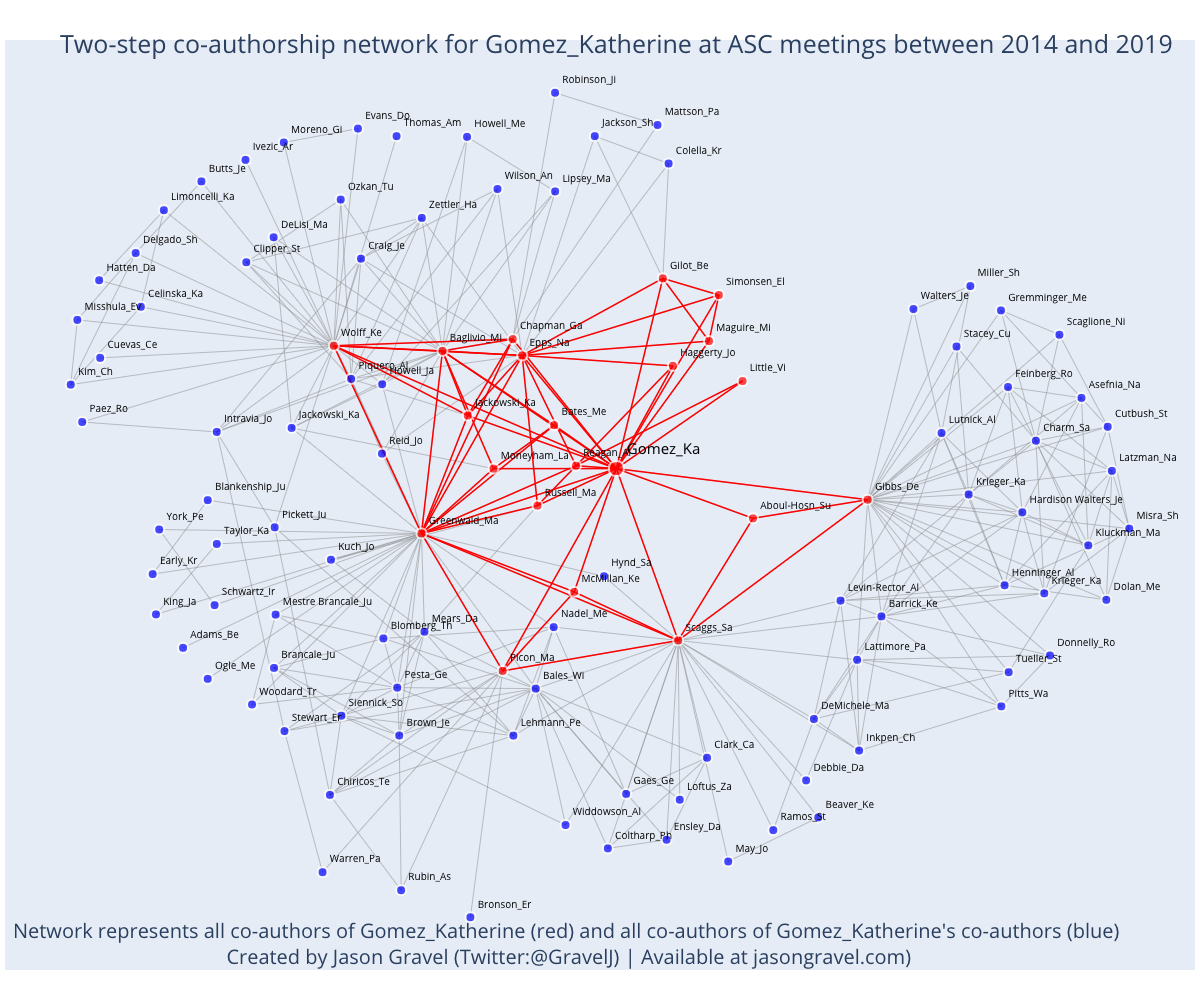 Two-step co-authorship network for Gomez_Katherine at ASC meetings between 2014 and 2019
Robinson_Ji
Mattson_Pa
Evans_Do
Thomas_Am
Howell_Me
Jackson_Sh
Moreno_Gi
Ivezic_Ar
Colella_Kr
Butts_Je
Wilson_An
Lipsey_Ma
Ozkan_Tu
Limoncelli_Ka
Zettler_Ha
DeLisi_Ma
Delgado_Sh
Clipper_St
Craig_Je
Hatten_Da
Gilot_Be
Simonsen_El
Miller_Sh
Celinska_Ka
Misshula_Ev
Walters_Je
Gremminger_Me
Wolff_Ke
Baglivio_Mi
Chapman_Ga
Epps_Na
Maguire_Mi
Scaglione_Ni
Stacey_Cu
Cuevas_Ce
Haggerty_Jo
Kim_Ch
Piquero_Al
Howell_Ja
Little_Vi
Feinberg_Ro
Asefnia_Na
Paez_Ro
Intravia_Jo
Jackowski_Ka
Jackowski_Ka
Bates_Me
Lutnick_Al
Charm_Sa
Cutbush_St
Reid_Jo
Moneyham_La
Reagan_A
Gomez_Ka
Latzman_Na
Blankenship_Ju
Russell_Ma
Gibbs_De
Krieger_Ka
Aboul-Hosn_Su
Hardison Walters_Je
York_Pe
Taylor_Ka
Pickett_Ju
Greenwald_Ma
Misra_Sh
Kluckman_Ma
Early_Kr
Kuch_Jo
Hynd_Sa
McMillan_Ke
Henninger_Al
Krieger_Ka
Dolan_Me
King_Ja
Schwartz_Ir
Mestre Brancale_Ju
Levin-Rector_Al
Barrick_Ke
Adams_Be
Blomberg_Th
Mears_Da
Nadel_Me
Scaggs_Sa
Ogle_Me
Brancale_Ju
Pesta_Ge
Picon_Ma
Bales_Wi
Lattimore_Pa
Donnelly_Ro
Tueller_St
Woodard_Tr
Siennick_So
Pitts_Wa
Stewart_Er
Brown_Je
Lehmann_Pe
DeMichele_Ma
Inkpen_Ch
Clark_Ca
Chiricos_Te
Gaes_Ge
Loftus_Za
Debbie_Da
Widdowson_Al
Coltharp_Ph
Ensley_Da
Ramos_St
Beaver_Ke
May_Jo
Warren_Pa
Rubin_As
Bronson_Er
Network represents all co-authors of Gomez_Katherine (red) and all co-authors of Gomez_Katherine's co-authors (blue)
Created by Jason Gravel (Twitter:@GravelJ) | Available at jasongravel.com)